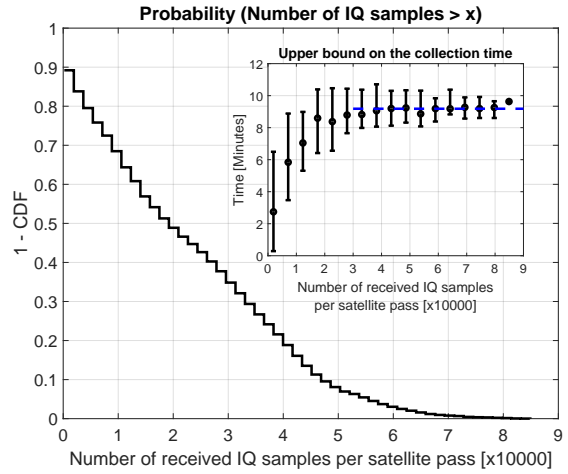 Probability (Number of IQ samples > x)
1
0.9
0.8
0.7
0.6
0.5
0.4
0.3
0.2
0.1
0
1 - CDF
0 1 2 3 4 5 6 7 8 9
Number of received IQ samples per satellite pass [x10000]
Upper bound on the collection time
12
10
8
6
4
2
0
Time [Minutes]
0 1 2 3 4 5 6 7 8 9
Number of received IQ samples
per satellite pass [x10000]